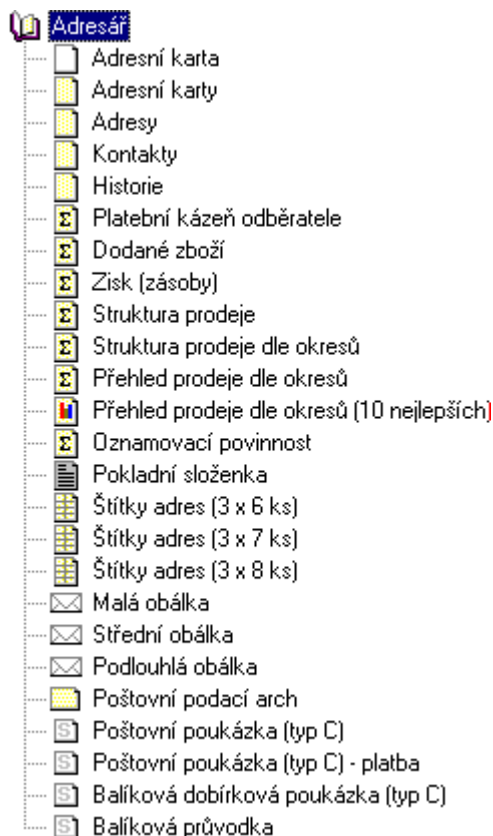 Adresář
Adresní karta
Adresní karty
Adresy
Kontakty
Historie
Platební kázeň odběratele
Dodané zboží
Zisk (zásoby)
Struktura prodeje
Struktura prodeje dle okresů
Přehled prodeje dle okresů
Přehled prodeje dle okresů (10 nejlepších)
Oznamovací povinnost
Pokladní složenka
Štítky adres (3 x 6 ks)
Štítky adres (3 x 7 ks)
Štítky adres (3 x 8 ks)
Malá obálka
Střední obálka
Podlouhlá obálka
Poštovní podací arch
Poštovní poukázka (typ C)
Poštovní poukázka (typ C) - platba
Balíková dobírková poukázka (typ C)
Balíková průvodka